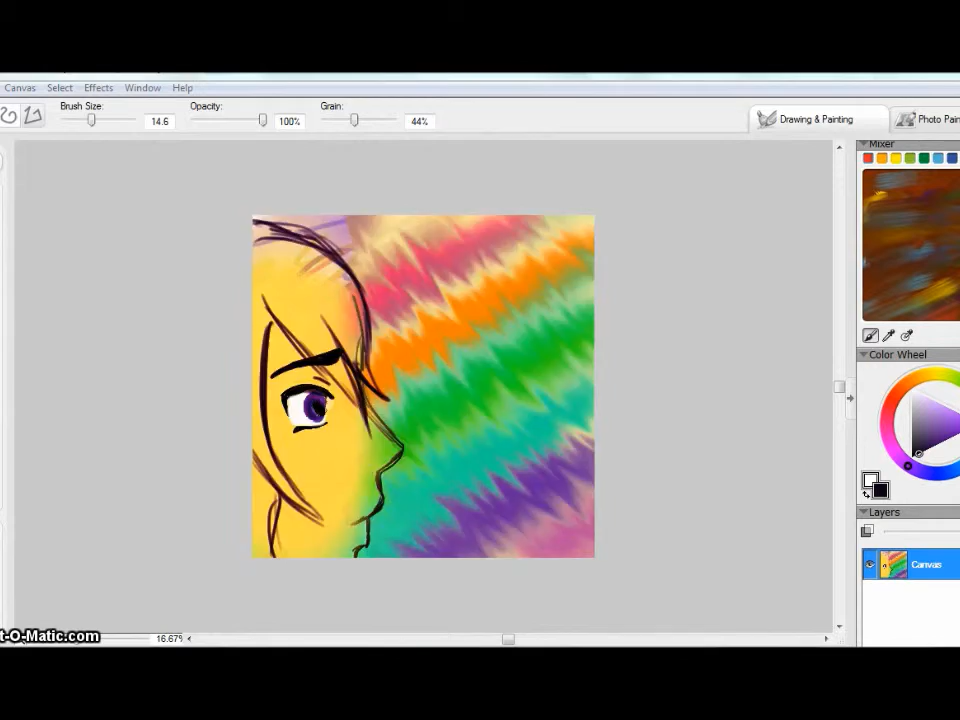 Canvas Select Effects Window Help
Brush Size: Opacity: Grain:
14.6 100% 44%
Drawing & Painting Photo Pain
Mixer
Color Wheel
Layers
Canvas
t-O-Matic.com
16.67%